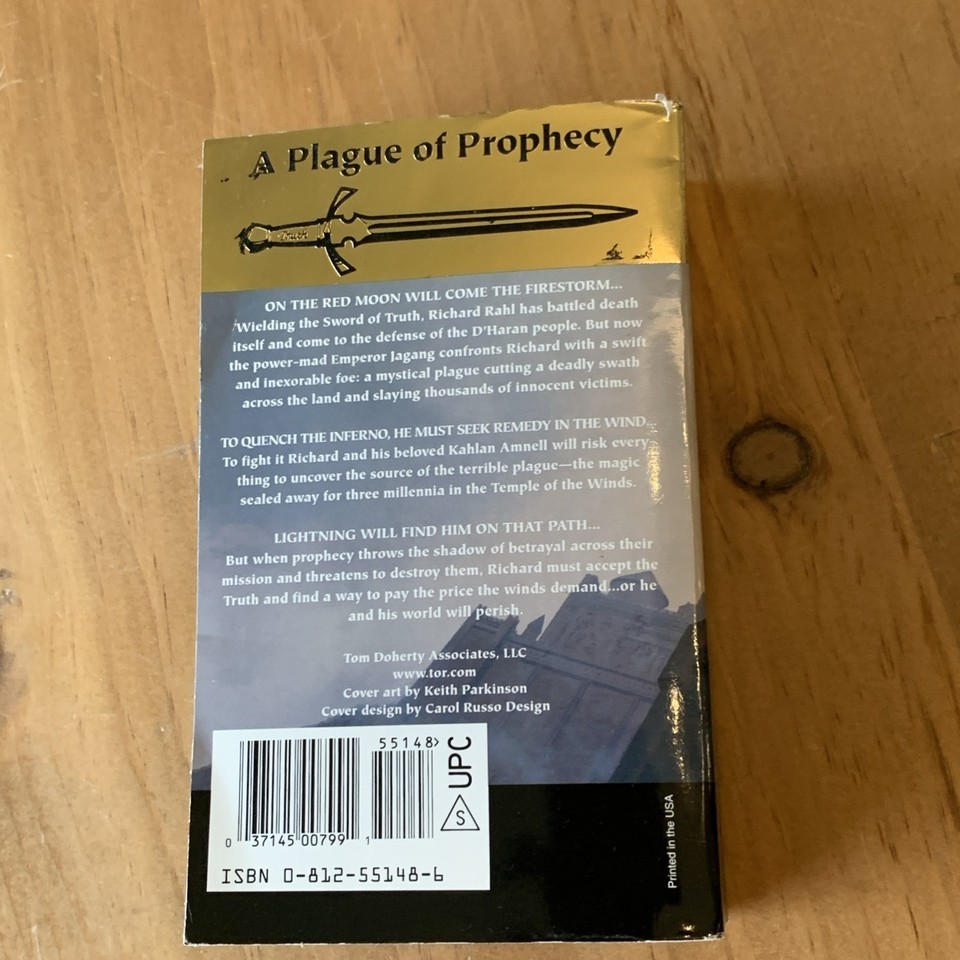 A Plague of Prophecy
Truth
ON THE RED MOON WILL COME THE FIRESTORM...
Wielding the Sword of Truth, Richard Rahl has battled death
itself and come to the defense of the D'Haran people. But now
the power-mad Emperor Jagang confronts Richard with a swift
and inexorable foe: a mystical plague cutting a deadly swath
across the land and slaying thousands of innocent victims.
TO QUENCH THE INFERNO, HE MUST SEEK REMEDY IN THE WIND...
To fight it Richard and his beloved Kahlan Amnell will risk every-
thing to uncover the source of the terrible plague—the magic
sealed away for three millennia in the Temple of the Winds.
LIGHTNING WILL FIND HIM ON THAT PATH...
But when prophecy throws the shadow of betrayal across their
mission and threatens to destroy them, Richard must accept the
Truth and find a way to pay the price the winds demand...or he
and his world will perish.
Tom Doherty Associates, LLC
www.tor.com
Cover art by Keith Parkinson
Cover design by Carol Russo Design
55148>
UPC
S
0 37145 00799 1
ISBN 0-812-55148-6
Printed in the USA